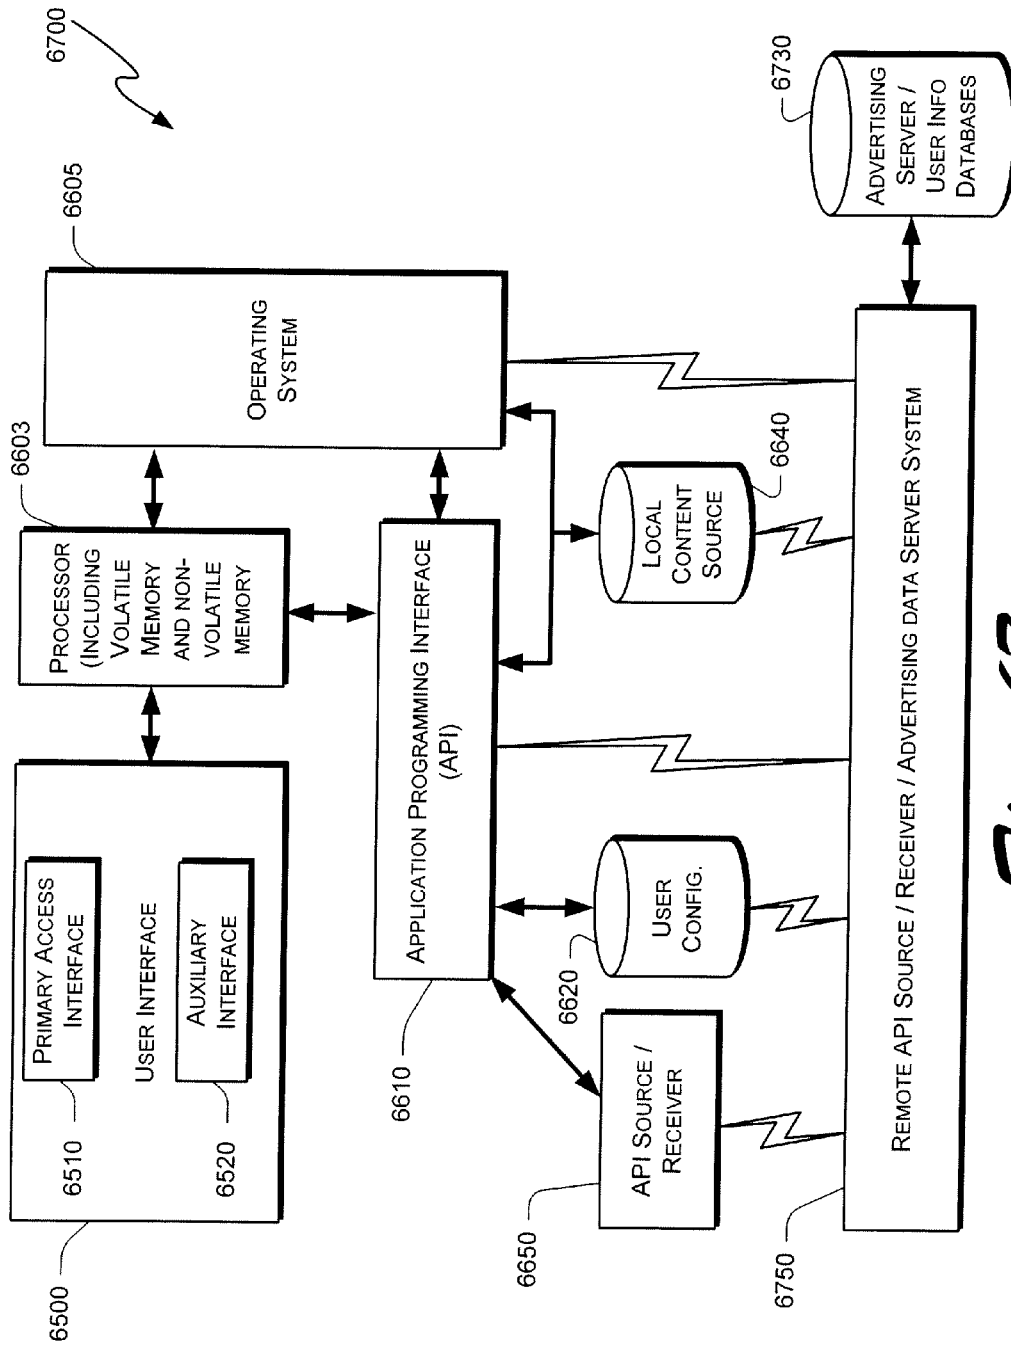 6700
6500
6510
PRIMARY ACCESS
INTERFACE
USER INTERFACE
6520
AUXILIARY
INTERFACE
6603
PROCESSOR
(INCLUDING
VOLATILE
MEMORY
AND NON-
VOLATILE
MEMORY
6605
OPERATING
SYSTEM
6610
APPLICATION PROGRAMMING INTERFACE
(API)
6650
API SOURCE /
RECEIVER
6620
USER
CONFIG.
LOCAL
CONTENT
SOURCE
6640
6750
REMOTE API SOURCE / RECEIVER / ADVERTISING DATA SERVER SYSTEM
6730
ADVERTISING
SERVER /
USER INFO
DATABASES